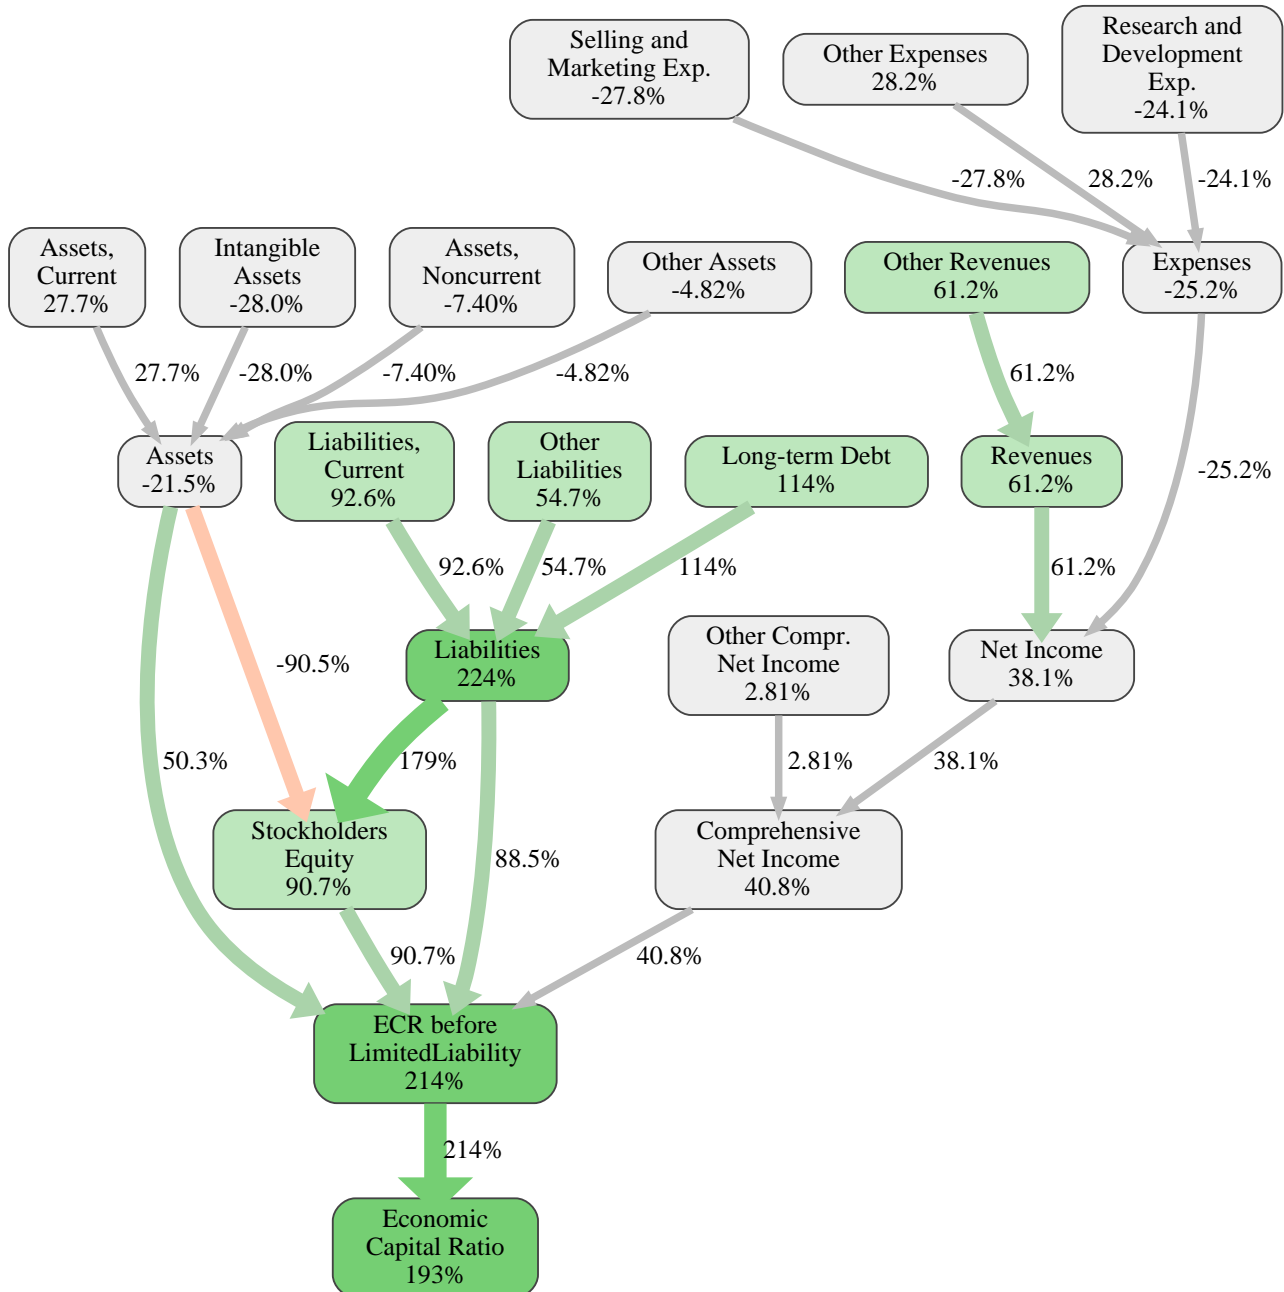 Selling and
Marketing Exp.
-27.8%
Other Expenses
28.2%
Research and
Development
Exp.
-24.1%
-27.8%
28.2%
-24.1%
Assets,
Current
27.7%
Intangible
Assets
-28.0%
Assets,
Noncurrent
-7.40%
Other Assets
-4.82%
Other Revenues
61.2%
Expenses
-25.2%
27.7%
-28.0%
-7.40%
-4.82%
61.2%
Assets
-21.5%
Liabilities,
Current
92.6%
Other
Liabilities
54.7%
Long-term Debt
114%
Revenues
61.2%
-25.2%
92.6%
54.7%
114%
61.2%
-90.5%
Liabilities
224%
Other Compr.
Net Income
2.81%
Net Income
38.1%
50.3%
179%
2.81%
38.1%
Stockholders
Equity
90.7%
88.5%
Comprehensive
Net Income
40.8%
90.7%
40.8%
ECR before
LimitedLiability
214%
214%
Economic
Capital Ratio
193%